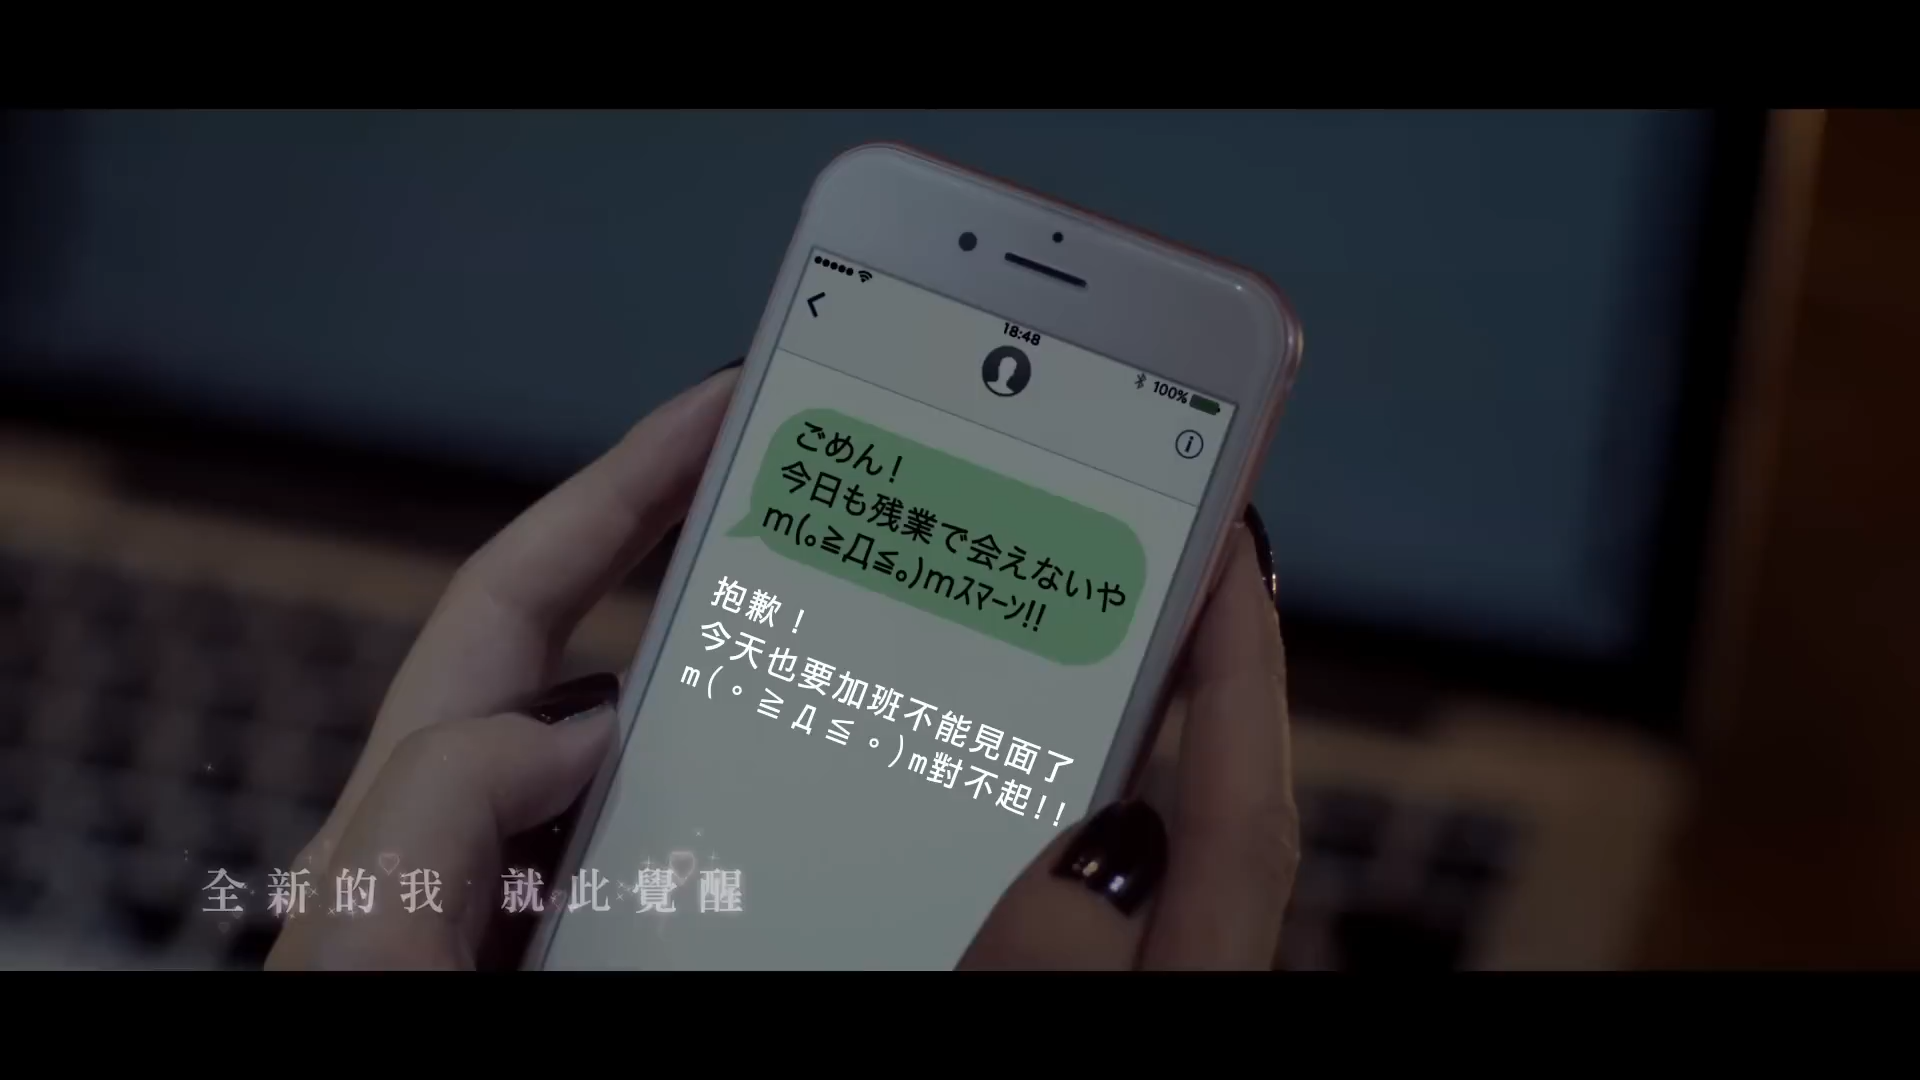 18:48
100%
ごめん！
今日も残業で会えないや
m(｡≧Д≦｡)mｽﾏｰﾝ!!
抱歉！
今天也要加班不能見面了
m(｡≧Д≦｡)m對不起!!
全新的我 就此覺醒